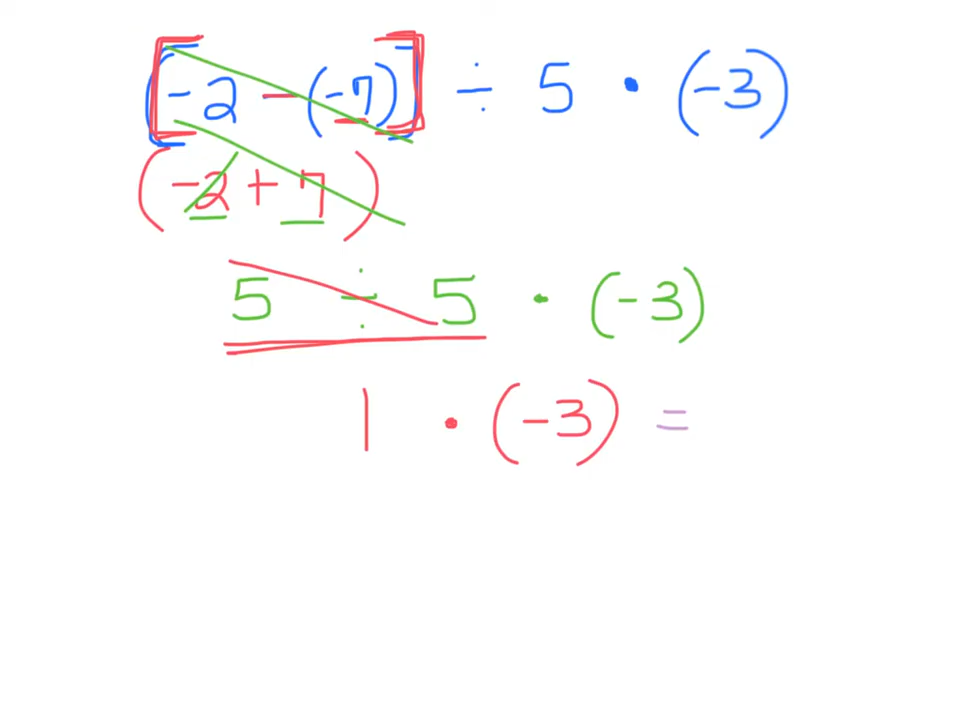 [-2 - (-7)] ÷ 5 • (-3)
(-2 + 7)
5 ÷ 5 • (-3)
1 • (-3) =